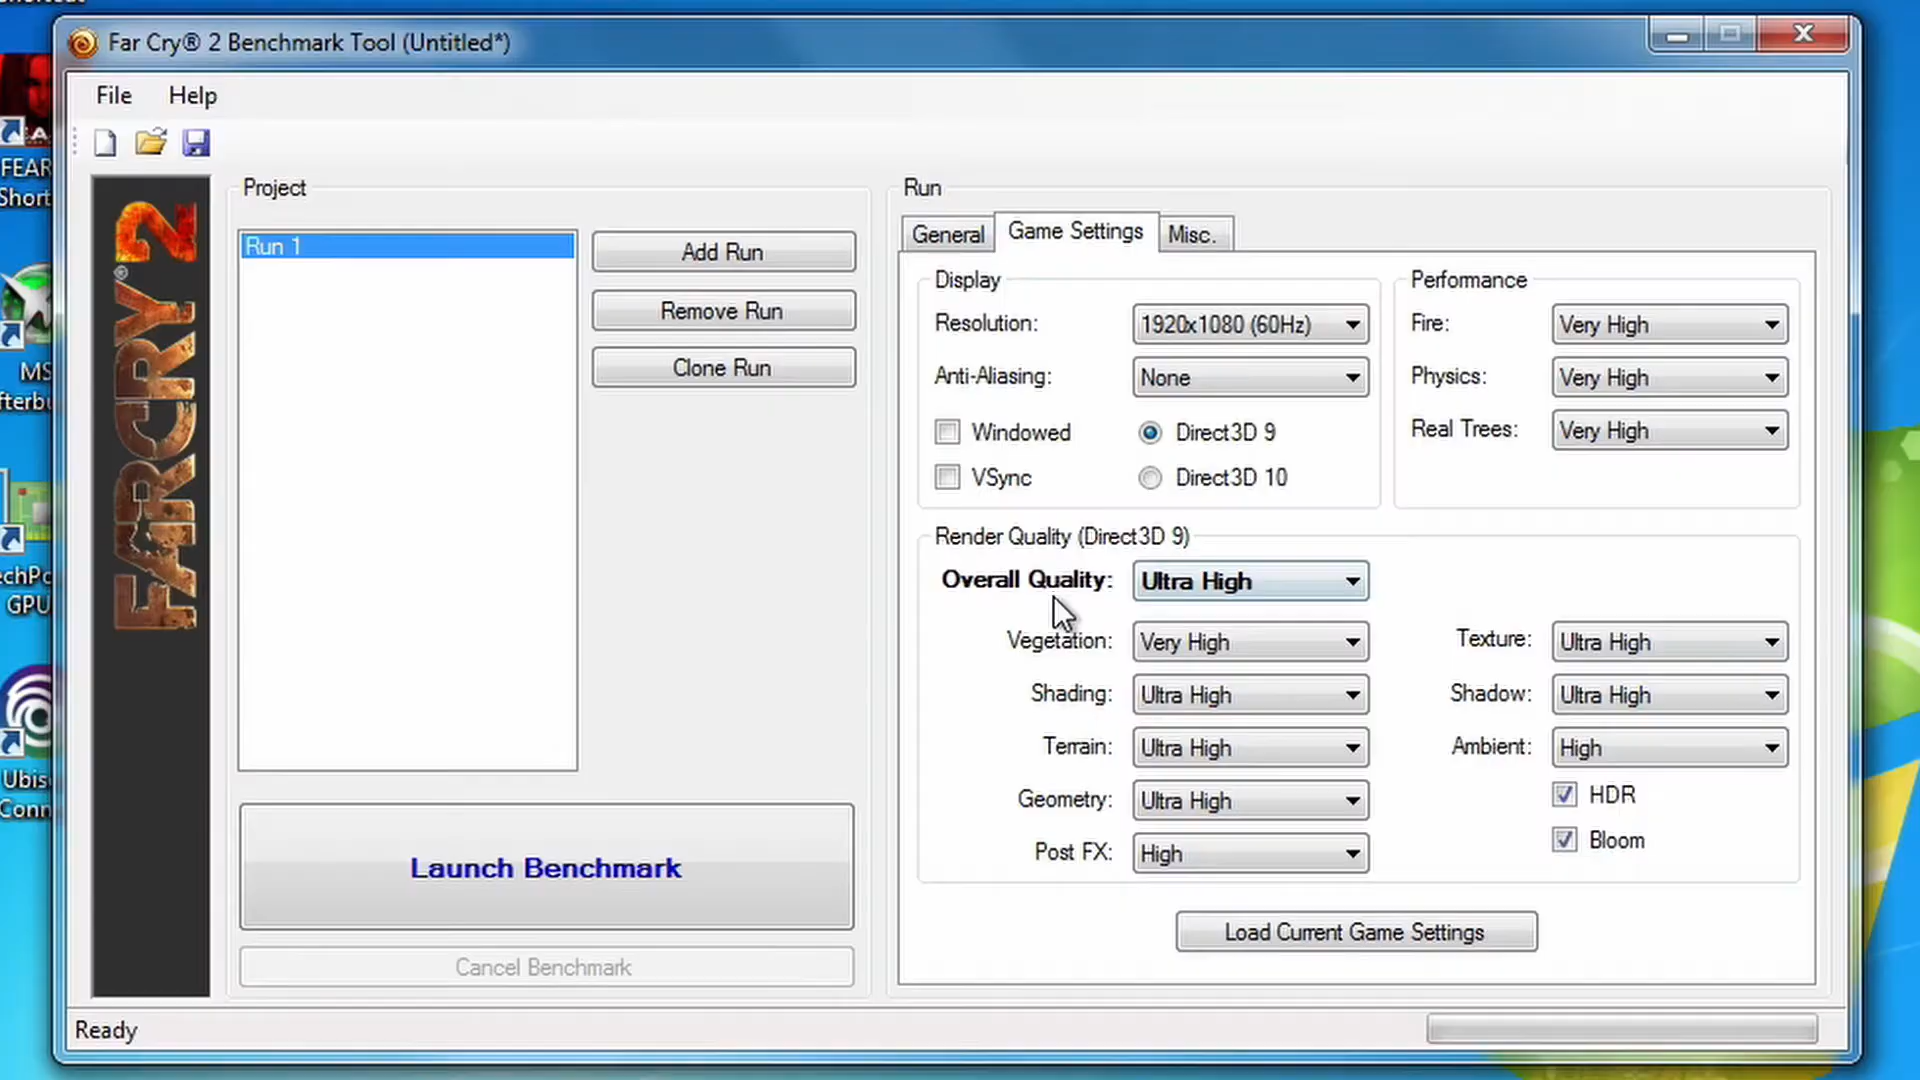 Far Cry® 2 Benchmark Tool (Untitled*)
File Help
FEAR
Short
MS
fterbu
echPo
GPU
Ubis
Conn
FARCRY® 2
Project
Run 1
Add Run
Remove Run
Clone Run
Launch Benchmark
Cancel Benchmark
Run
General Game Settings Misc.
Display
Resolution: 1920x1080 (60Hz)
Anti-Aliasing: None
Windowed Direct3D 9
VSync Direct3D 10
Performance
Fire: Very High
Physics: Very High
Real Trees: Very High
Render Quality (Direct3D 9)
Overall Quality: Ultra High
Vegetation: Very High Texture: Ultra High
Shading: Ultra High Shadow: Ultra High
Terrain: Ultra High Ambient: High
Geometry: Ultra High HDR
Post FX: High Bloom
Load Current Game Settings
Ready